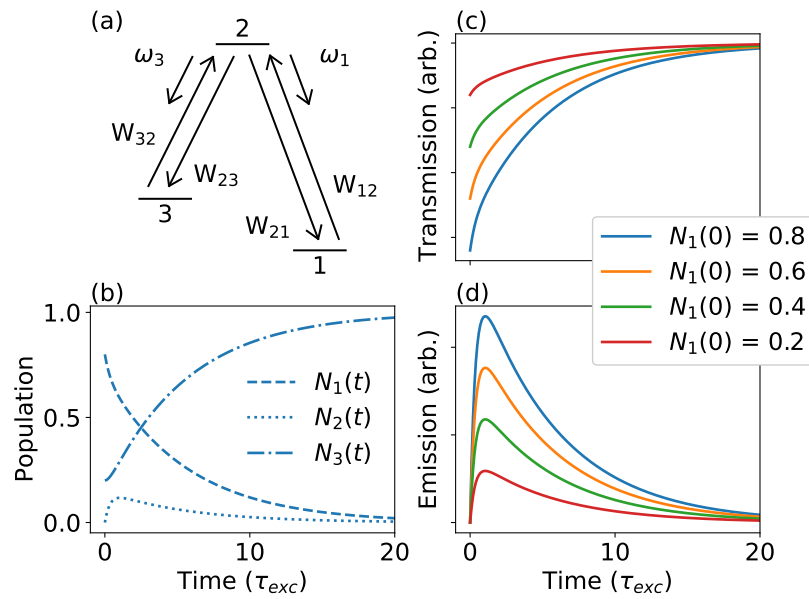 (a)
2
ω₃
ω₁
W₃₂
W₂₃
W₁₂
W₂₁
3
1
(b)
Population
1.0
0.5
0.0
N₁(t)
N₂(t)
N₃(t)
0
10
20
Time (τₑₓ꜀)
(c)
Transmission (arb.)
N₁(0) = 0.8
N₁(0) = 0.6
N₁(0) = 0.4
N₁(0) = 0.2
(d)
Emission (arb.)
0
10
20
Time (τₑₓ꜀)